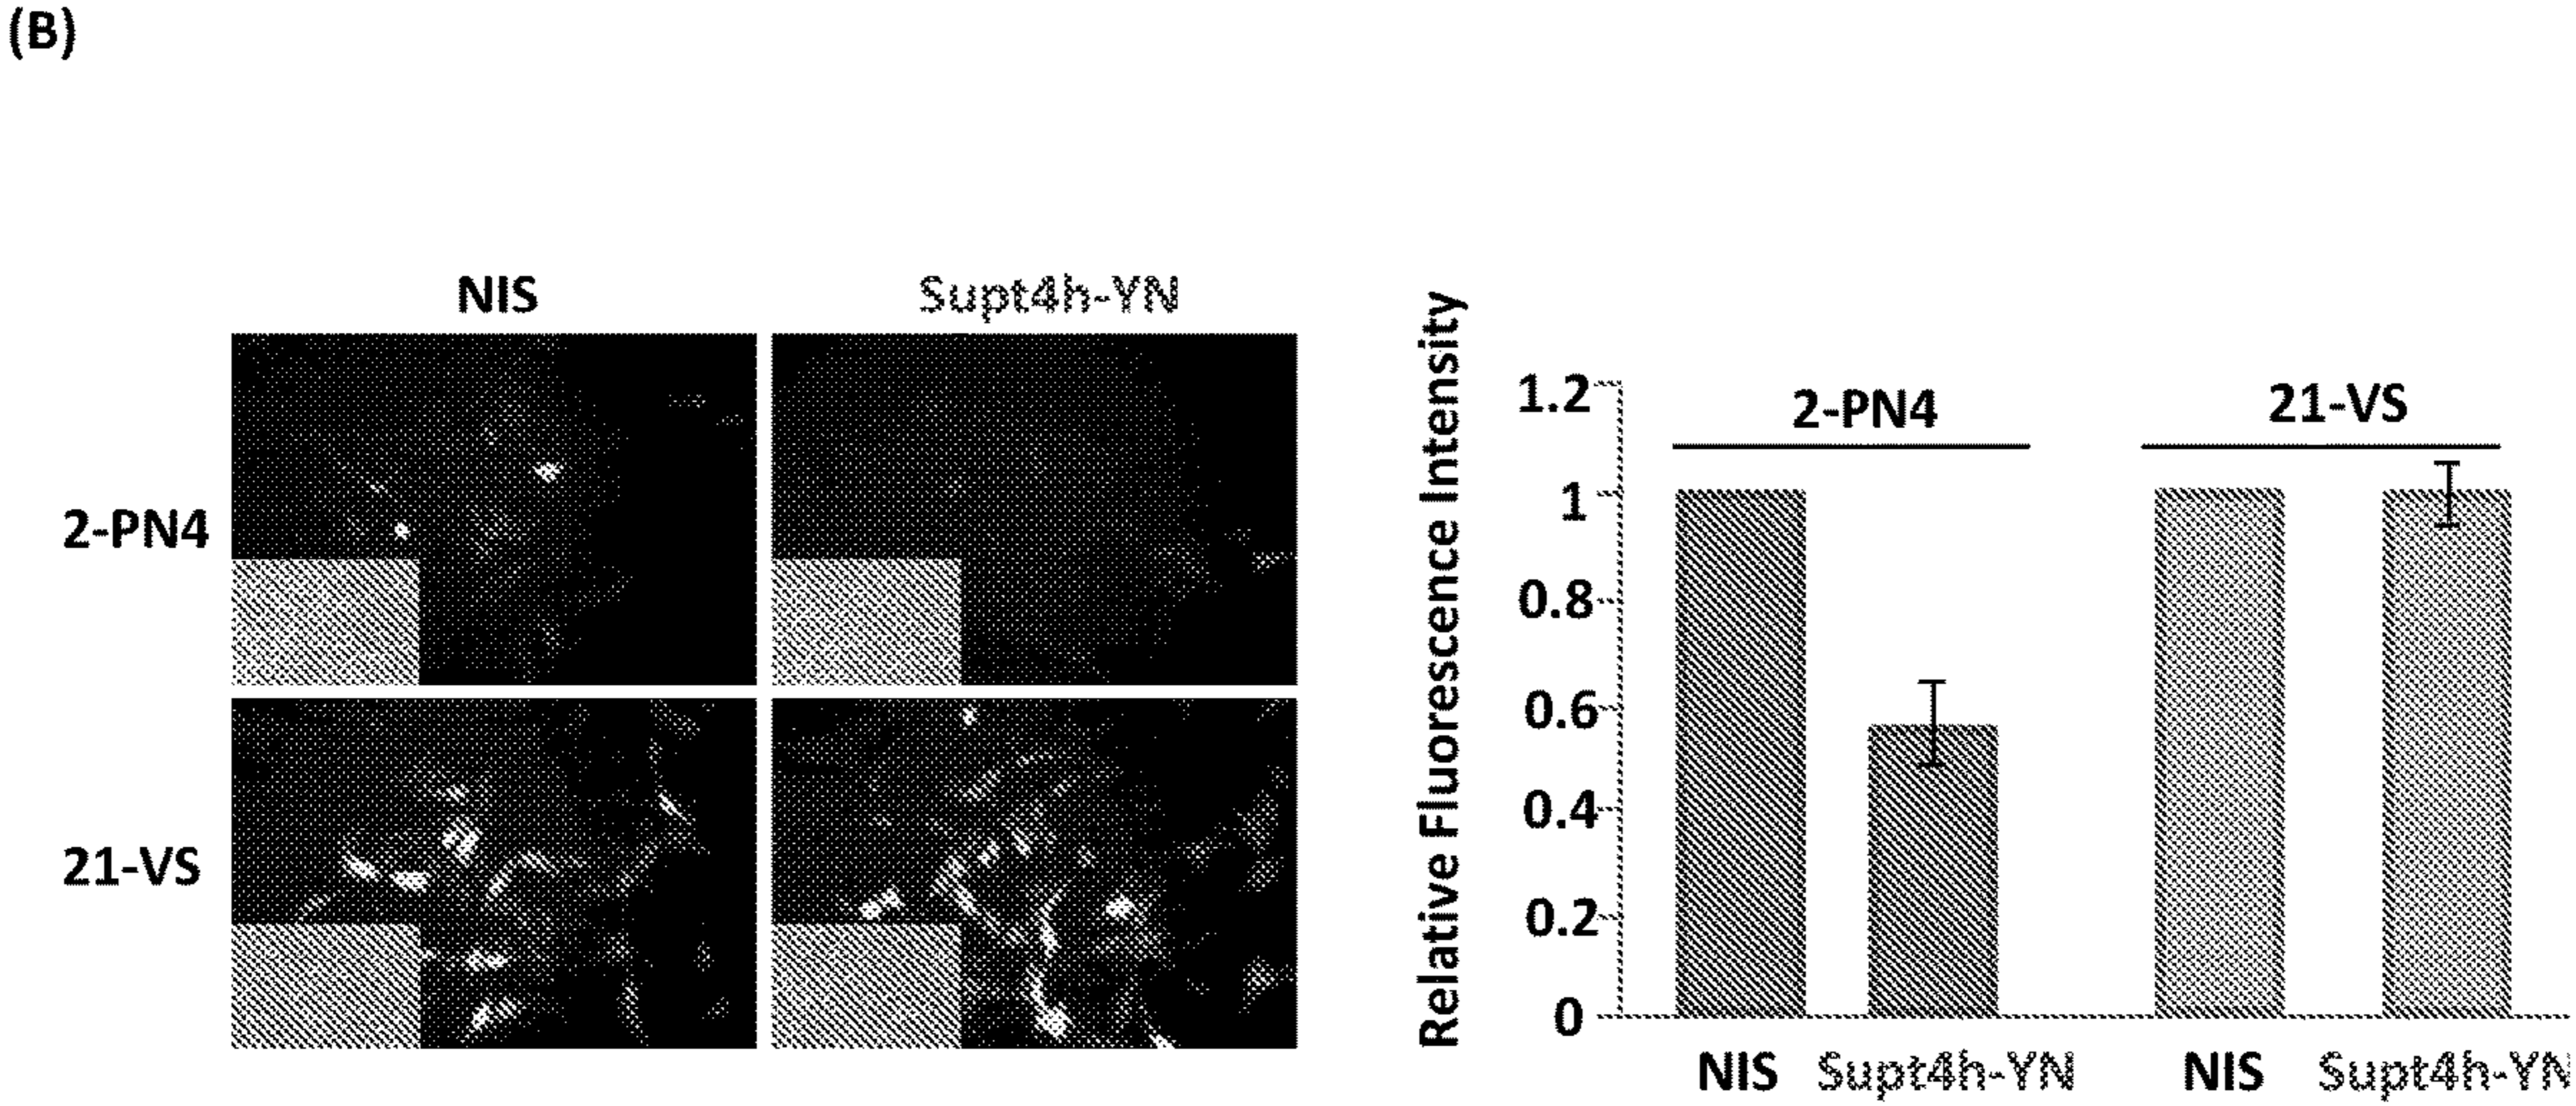 (B)
NIS
Supt4h-YN
2-PN4
21-VS
Relative Fluorescence Intensity
1.2
1
0.8
0.6
0.4
0.2
0
2-PN4
21-VS
NIS
Supt4h-YN
NIS
Supt4h-YN